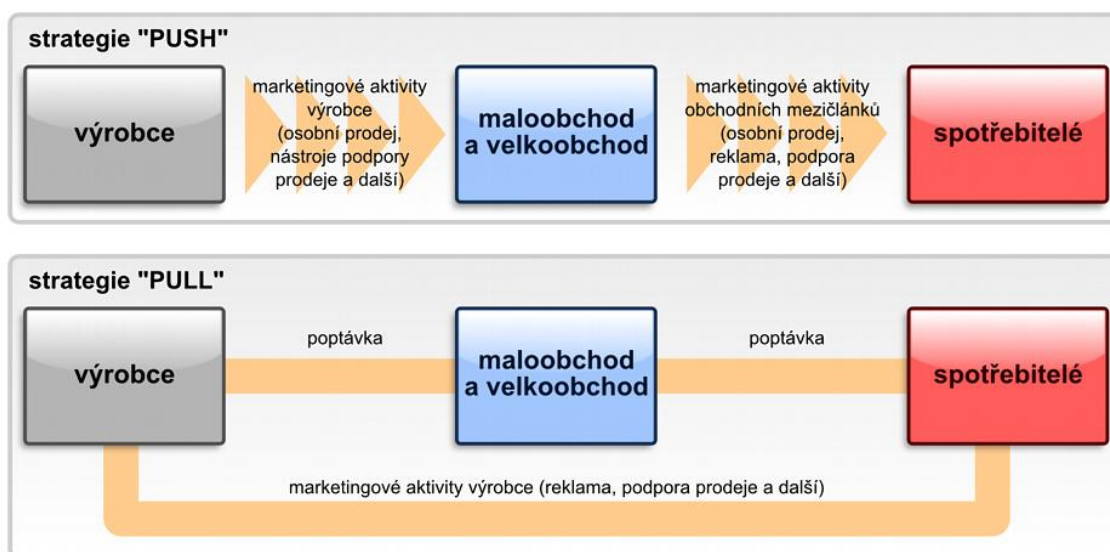 strategie "PUSH"
výrobce
marketingové aktivity
výrobce
(osobní prodej,
nástroje podpory
prodeje a další)
maloobchod
a velkoobchod
marketingové aktivity
obchodních mezičlánků
(osobní prodej,
reklama, podpora
prodeje a další)
spotřebitelé
strategie "PULL"
výrobce
poptávka
maloobchod
a velkoobchod
poptávka
spotřebitelé
marketingové aktivity výrobce (reklama, podpora prodeje a další)